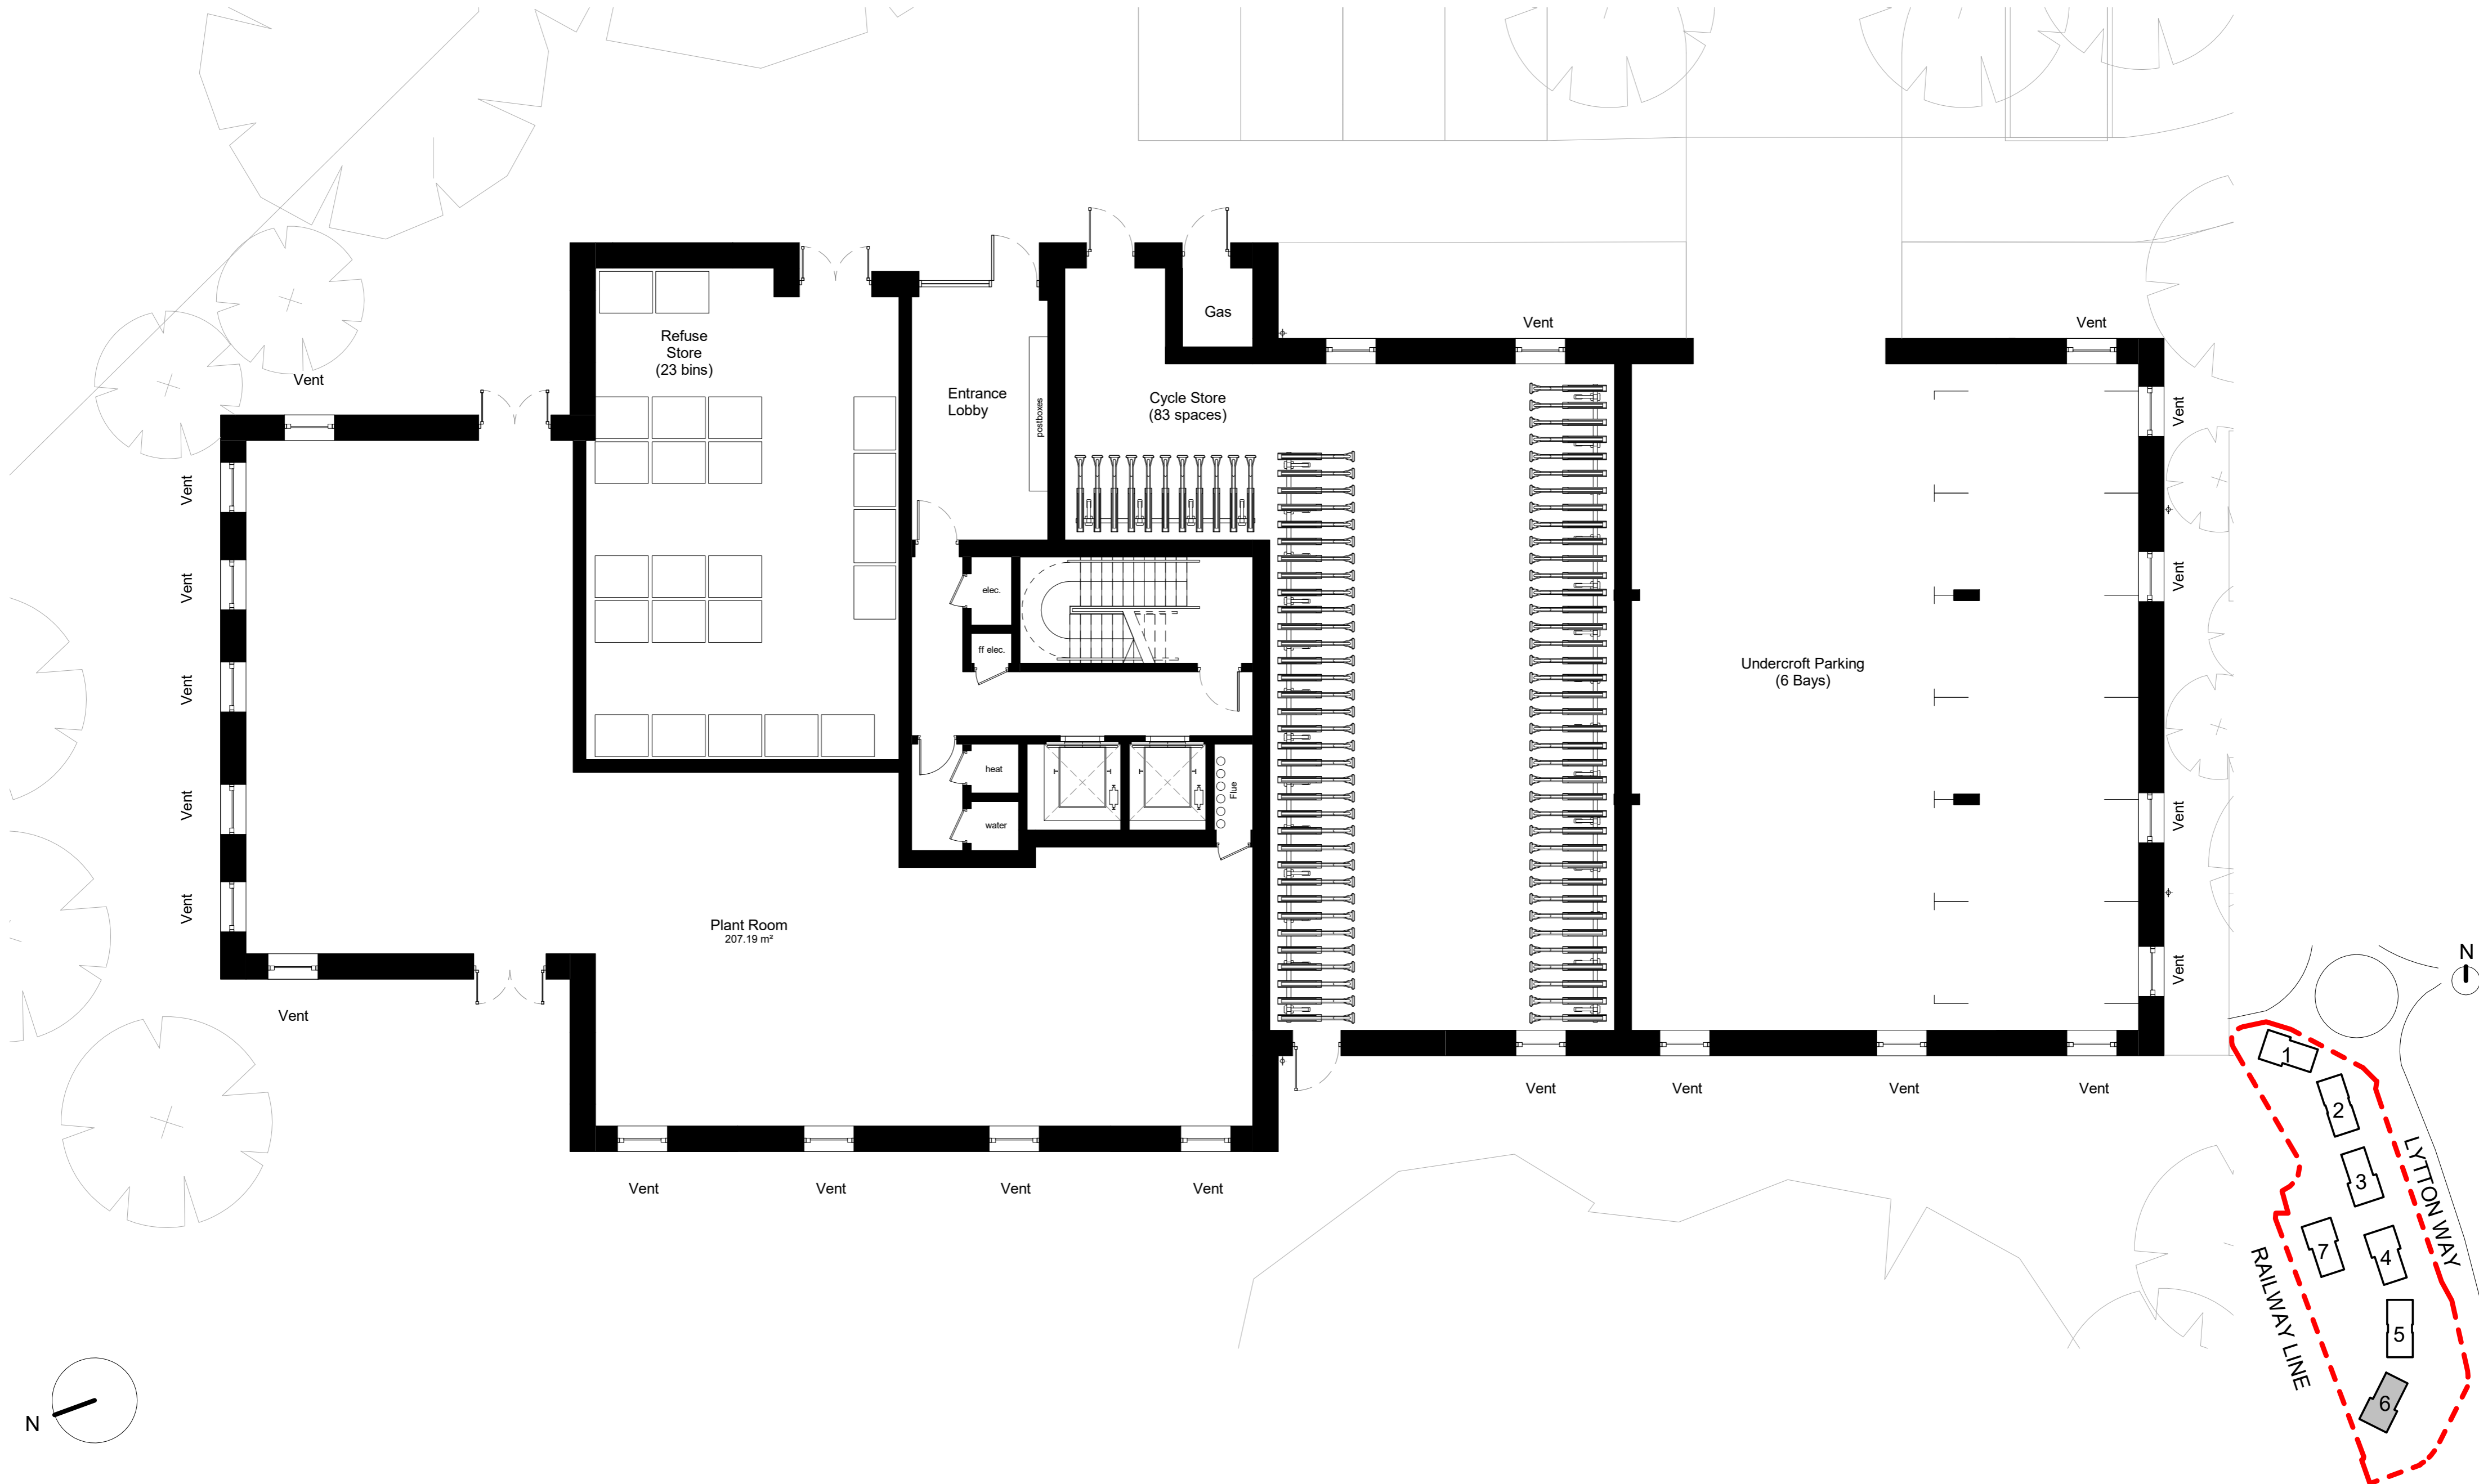 Gas
Vent
Vent
Refuse
Store
(23 bins)
Vent
Entrance
Lobby
postboxes
Cycle Store
(83 spaces)
Vent
Vent
Vent
Vent
Vent
Vent
Vent
Vent
elec.
ff elec.
Undercroft Parking
(6 Bays)
heat
water
Flue
Vent
Vent
Plant Room
207.19 m²
Vent
Vent
Vent
Vent
Vent
Vent
Vent
Vent
Vent
Vent
N
N
1
2
3
4
5
6
7
LYTTON WAY
RAILWAY LINE